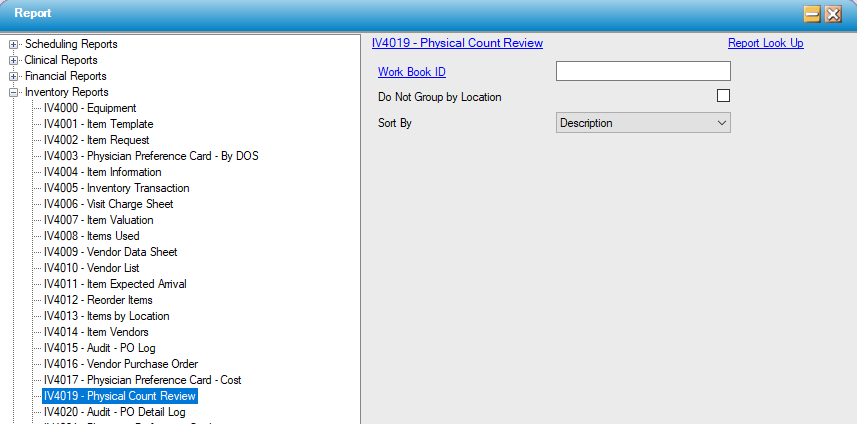 Report
Scheduling Reports
Clinical Reports
Financial Reports
Inventory Reports
IV4000 - Equipment
IV4001 - Item Template
IV4002 - Item Request
IV4003 - Physician Preference Card - By DOS
IV4004 - Item Information
IV4005 - Inventory Transaction
IV4006 - Visit Charge Sheet
IV4007 - Item Valuation
IV4008 - Items Used
IV4009 - Vendor Data Sheet
IV4010 - Vendor List
IV4011 - Item Expected Arrival
IV4012 - Reorder Items
IV4013 - Items by Location
IV4014 - Item Vendors
IV4015 - Audit - PO Log
IV4016 - Vendor Purchase Order
IV4017 - Physician Preference Card - Cost
IV4019 - Physical Count Review
IV4020 - Audit - PO Detail Log
IV4019 - Physical Count Review Report Look Up
Work Book ID
Do Not Group by Location
Sort By Description